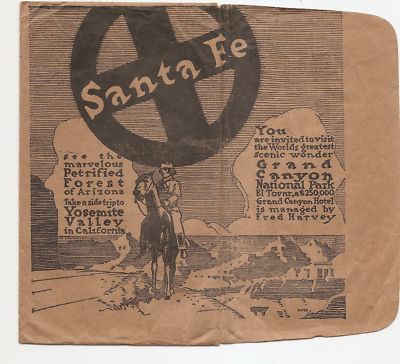 Santa Fe
See the
marvelous
Petrified
Forest
of Arizona
Take a side trip to
Yosemite
Valley
in California
You
are invited to visit
the Worlds greatest
scenic wonder
Grand
Canyon
National Park
El Tovar, a $250,000
Grand Canyon Hotel
is managed by
Fred Harvey